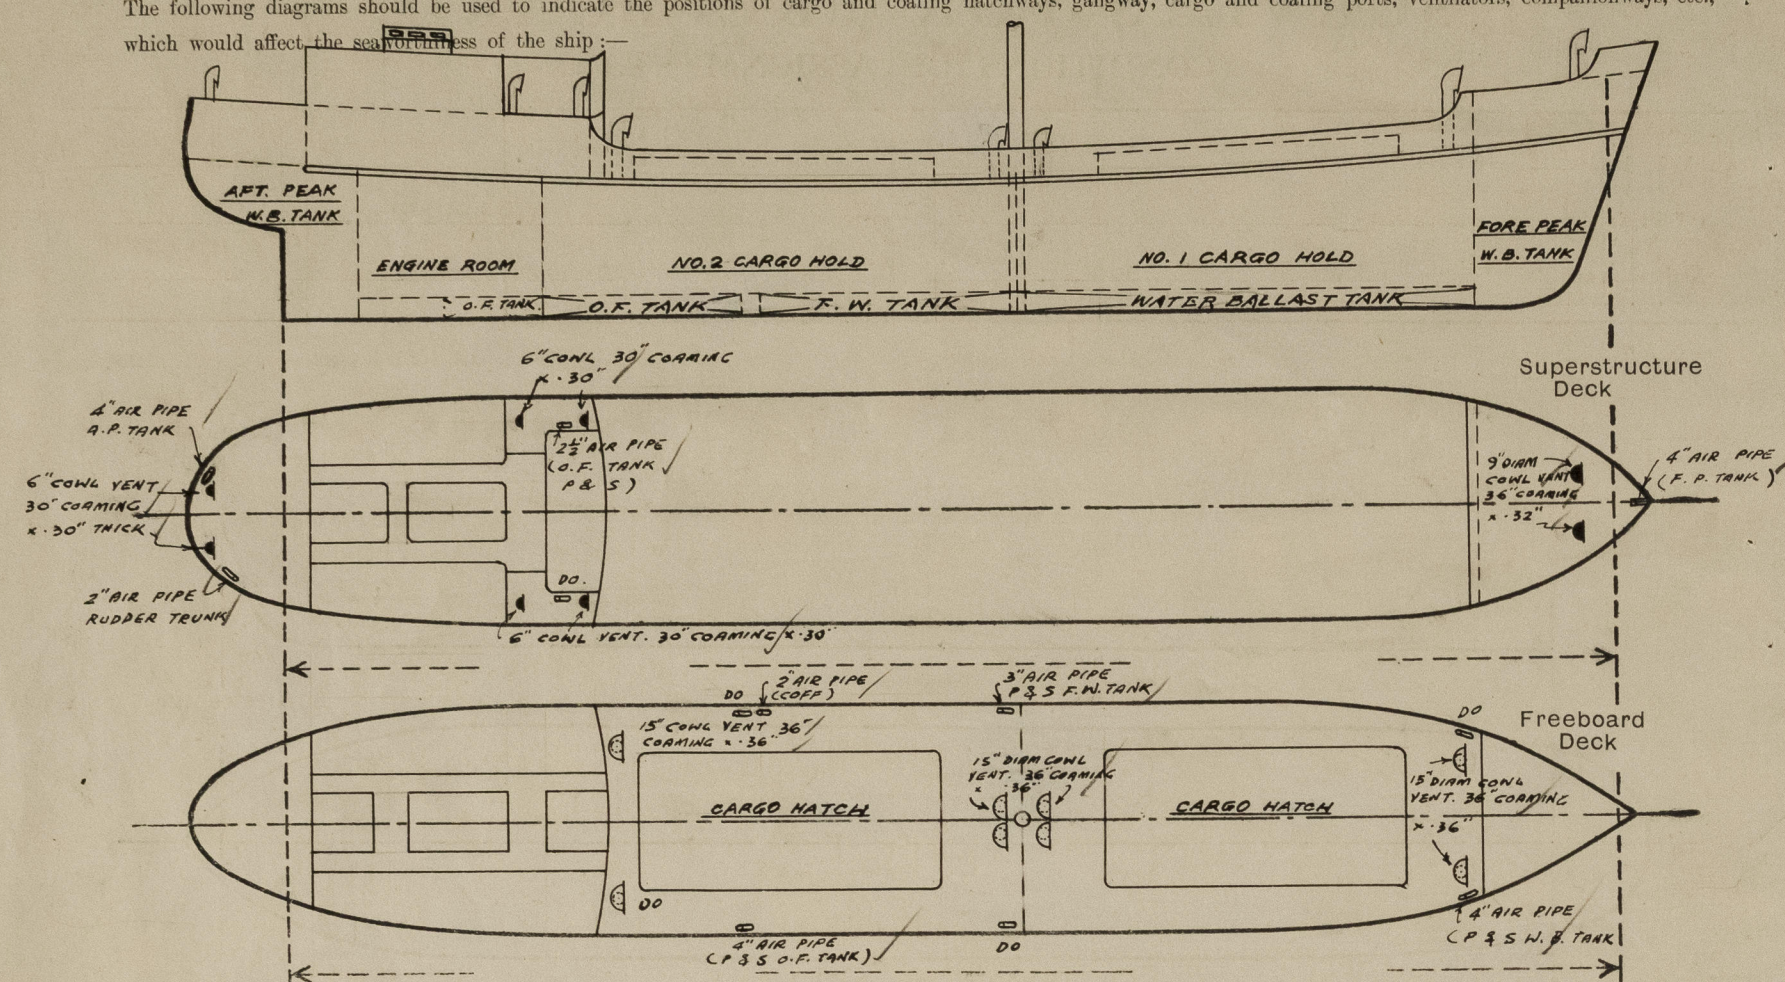 The following diagrams should be used to indicate the positions of cargo and coaling hatchways, gangway, cargo and coaling ports, ventilators, companionways, etc.,
which would affect the seaworthiness of the ship :—
AFT. PEAK
W.B. TANK
ENGINE ROOM
NO. 2 CARGO HOLD
NO. 1 CARGO HOLD
FORE PEAK
W.B. TANK
O.F. TANK
O.F. TANK
F.W. TANK
WATER BALLAST TANK
6" COWL 30" COAMING
x .30"
Superstructure
Deck
4" AIR PIPE
A.P. TANK
2½" AIR PIPE
(O.F. TANK
P & S)
6" COWL VENT
30" COAMING
x .30" THICK
9" DIAM
COWL VENT
36" COAMING
x .32"
4" AIR PIPE
(F.P. TANK)
2" AIR PIPE
RUDDER TRUNK
DO.
6" COWL VENT. 30" COAMING x .30"
DO
2" AIR PIPE
(COFF)
3" AIR PIPE
P & S F.W. TANK
DO
Freeboard
Deck
15" COWL VENT 36"
COAMING x .36"
15" DIAM COWL
VENT. 36" COAMING
x .36"
15" DIAM COWL
VENT. 36" COAMING
x .36"
CARGO HATCH
CARGO HATCH
DO
4" AIR PIPE
(P & S O.F. TANK)
DO
4" AIR PIPE
(P & S W.B. TANK